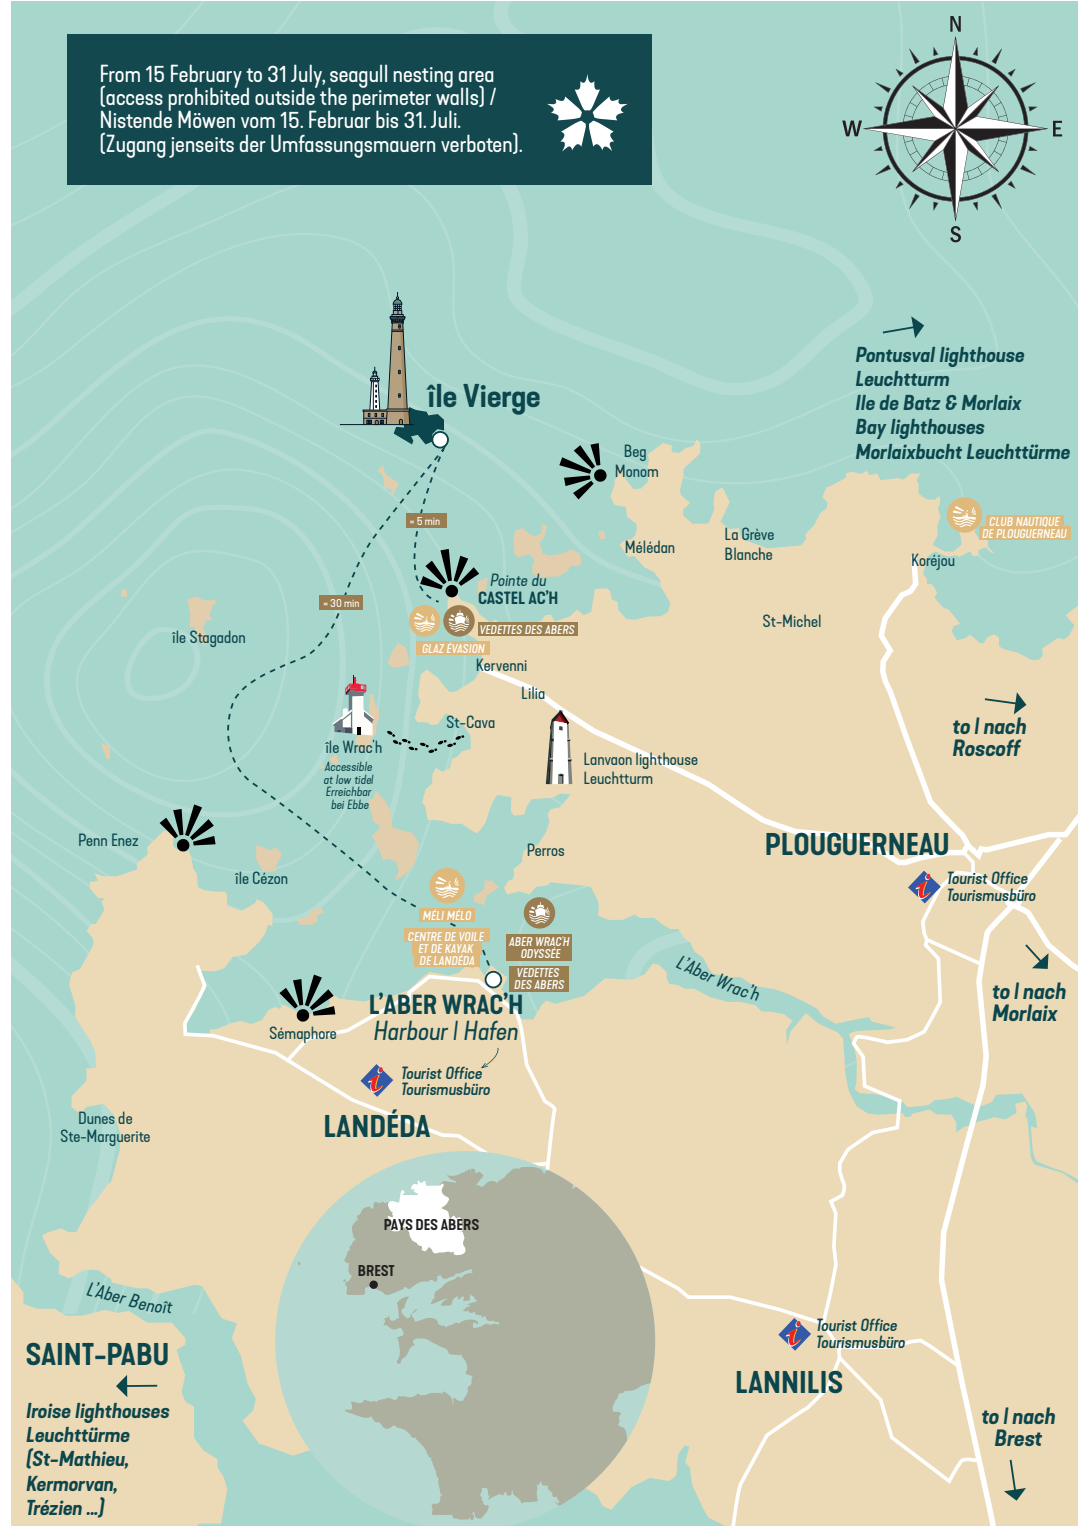 From 15 February to 31 July, seagull nesting area
(access prohibited outside the perimeter walls) /
Nistende Möwen vom 15. Februar bis 31. Juli.
(Zugang jenseits der Umfassungsmauern verboten).
N
W
E
S
Pontusval lighthouse
Leuchtturm
Ile de Batz & Morlaix
Bay lighthouses
Morlaixbucht Leuchttürme
île Vierge
Beg
Monom
≈ 5 min
Mélédan
La Grève
Blanche
CLUB NAUTIQUE
DE PLOUGUERNEAU
Koréjou
Pointe du
CASTEL AC'H
≈ 30 min
VEDETTES DES ABERS
GLAZ ÉVASION
St-Michel
île Stagadon
Kervenni
Lilia
St-Cava
île Wrac'h
Accessible
at low tidel
Erreichbar
bei Ebbe
Lanvaon lighthouse
Leuchtturm
to | nach
Roscoff
Penn Enez
île Cézon
Perros
PLOUGUERNEAU
Tourist Office
Tourismusbüro
MÉLI MÉLO
CENTRE DE VOILE
ET DE KAYAK
DE LANDÉDA
ABER WRAC'H
ODYSSÉE
VEDETTES
DES ABERS
L'Aber Wrac'h
to | nach
Morlaix
Sémaphore
L'ABER WRAC'H
Harbour | Hafen
Tourist Office
Tourismusbüro
LANDÉDA
Dunes de
Ste-Marguerite
PAYS DES ABERS
BREST
L'Aber Benoît
Tourist Office
Tourismusbüro
LANNILIS
SAINT-PABU
Iroise lighthouses
Leuchttürme
(St-Mathieu,
Kermorvan,
Trézien ...)
to | nach
Brest